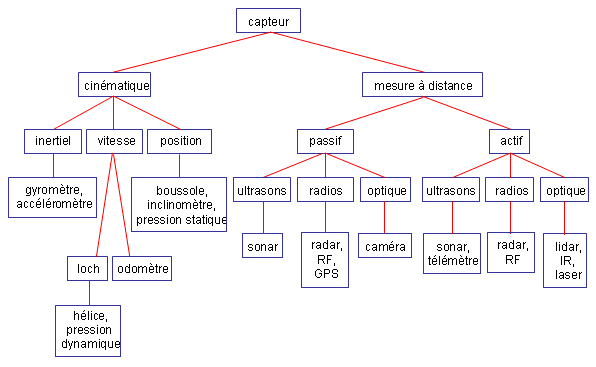 capteur
cinématique
mesure à distance
inertiel
vitesse
position
passif
actif
gyromètre,
accéléromètre
boussole,
inclinomètre,
pression statique
ultrasons
radios
optique
ultrasons
radios
optique
sonar
radar,
RF,
GPS
caméra
sonar,
télémètre
radar,
RF
lidar,
IR,
laser
loch
odomètre
hélice,
pression
dynamique